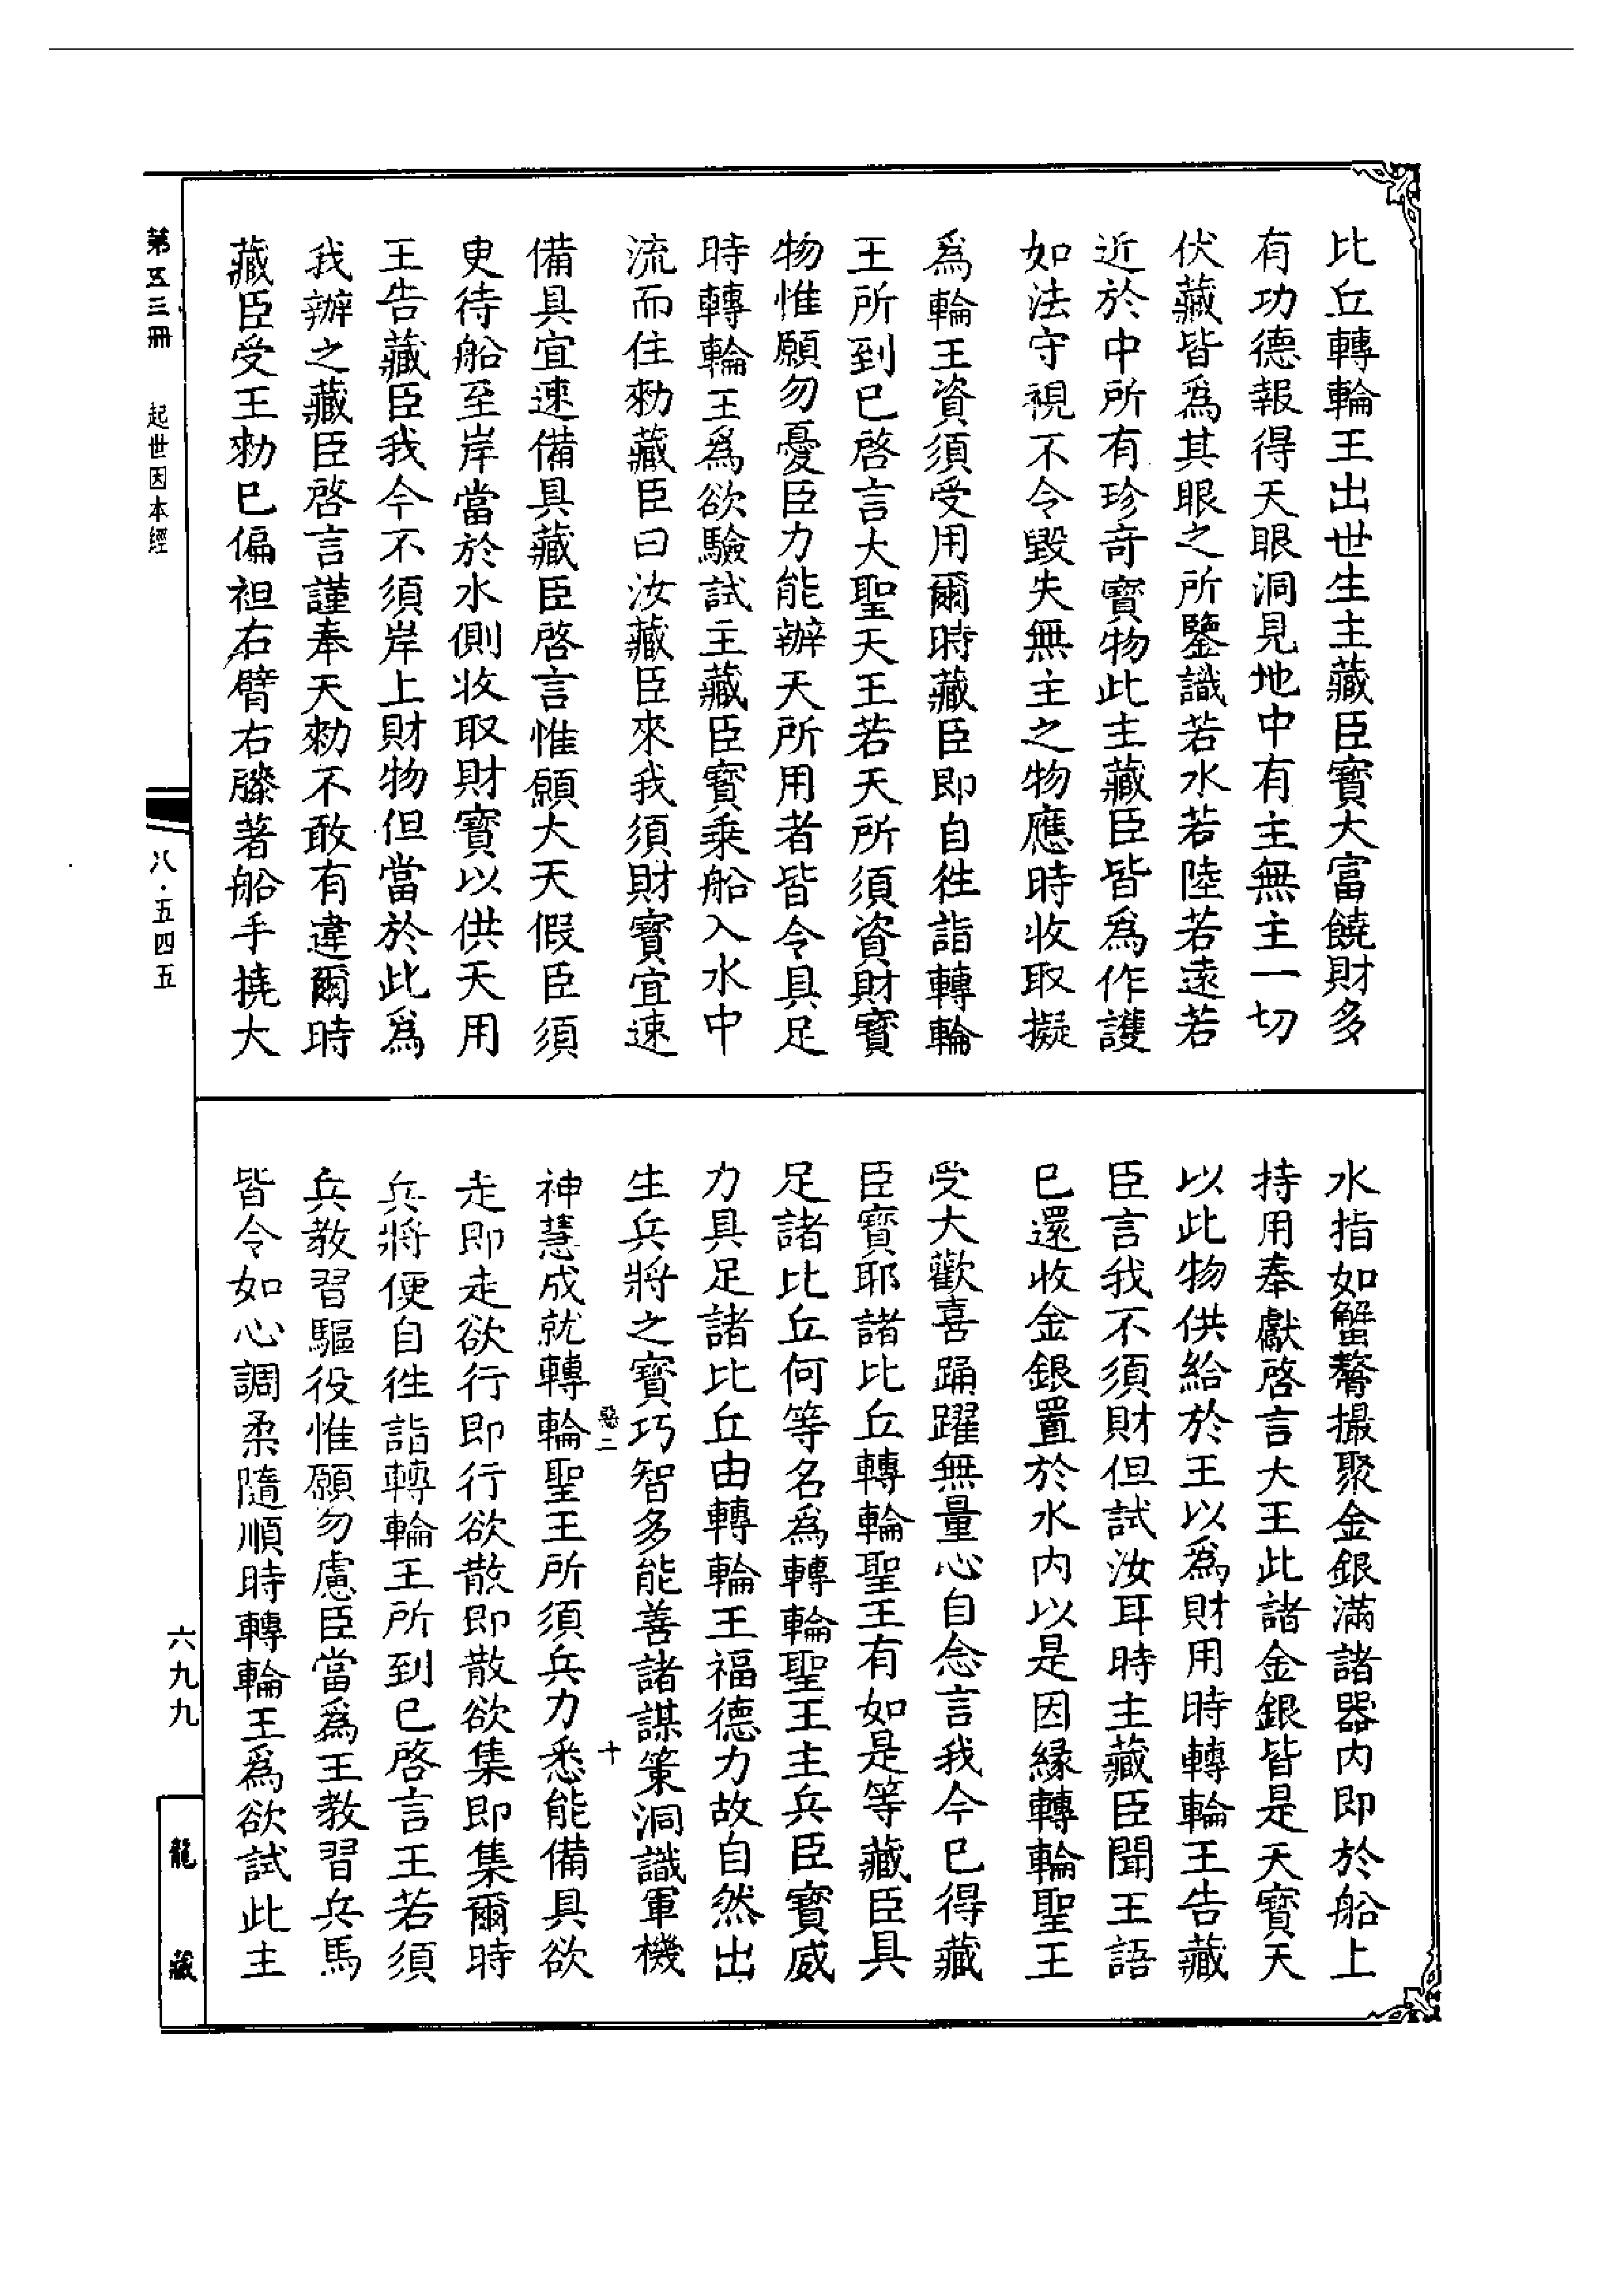 比丘轉輪王出世生主藏臣寶大富饒財多
有功德報得天眼洞見地中有主無主一切
伏藏皆爲其眼之所鑒識若水若陸若遠若
近於中所有珍奇寶物此主藏臣皆爲作護
如法守視不令毀失無主之物應時收取擬
爲輪王資須受用爾時藏臣即自徃詣轉輪
王所到已啓言大聖天王若天所須資財寶
物惟願勿憂臣力能辦天所用者皆令具足
時轉輪王爲欲驗試主藏臣寶乘船入水中
流而住勑藏臣曰汝藏臣來我須財寶宜速
備具宜速備具藏臣啓言惟願大天假臣須
臾待船至岸當於水側收取財寶以供天用
王告藏臣我今不須岸上財物但當於此爲
我辦之藏臣啓言謹奉天勑不敢有違爾時
藏臣受王勑已偏袒右臂右膝著船手撓大
水指如蟹螯撮聚金銀滿諸器内即於船上
持用奉獻啓言大王此諸金銀皆是天寶天
以此物供給於王以爲財用時轉輪王告藏
臣言我不須財但試汝耳時主藏臣聞王語
已還收金銀置於水内以是因緣轉輪聖王
受大歡喜踊躍無量心自念言我今已得藏
臣寶耶諸比丘轉輪聖王有如是等藏臣具
足諸比丘何等名爲轉輪聖王主兵臣寶威
力具足諸比丘由轉輪王福德力故自然出
生兵將之寶巧智多能善諸謀策洞識軍機
惡二 十
神慧成就轉輪聖王所須兵力悉能備具欲
走即走欲行即行欲散即散欲集即集爾時
兵將便自徃詣轉輪王所到已啓言王若須
兵教習驅役惟願勿慮臣當爲王教習兵馬
皆令如心調柔隨順時轉輪王爲欲試此主
第五三冊 起世因本經
八·五四五
六九九
龍藏